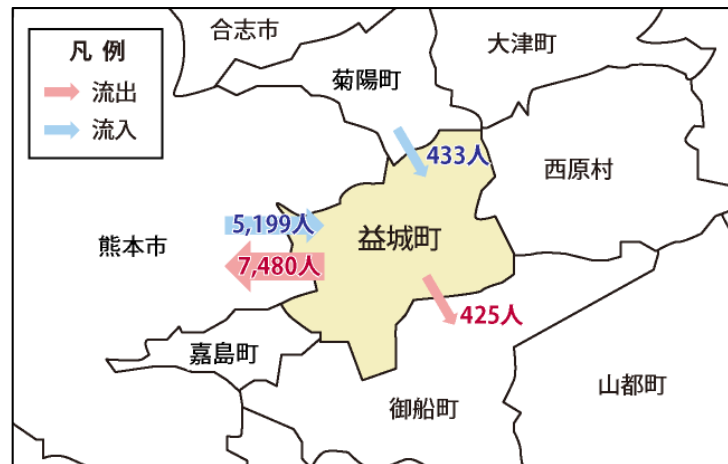 合志市
大津町
凡 例
流出
流入
菊陽町
433人
西原村
5,199人
熊本市
益城町
7,480人
425人
嘉島町
山都町
御船町